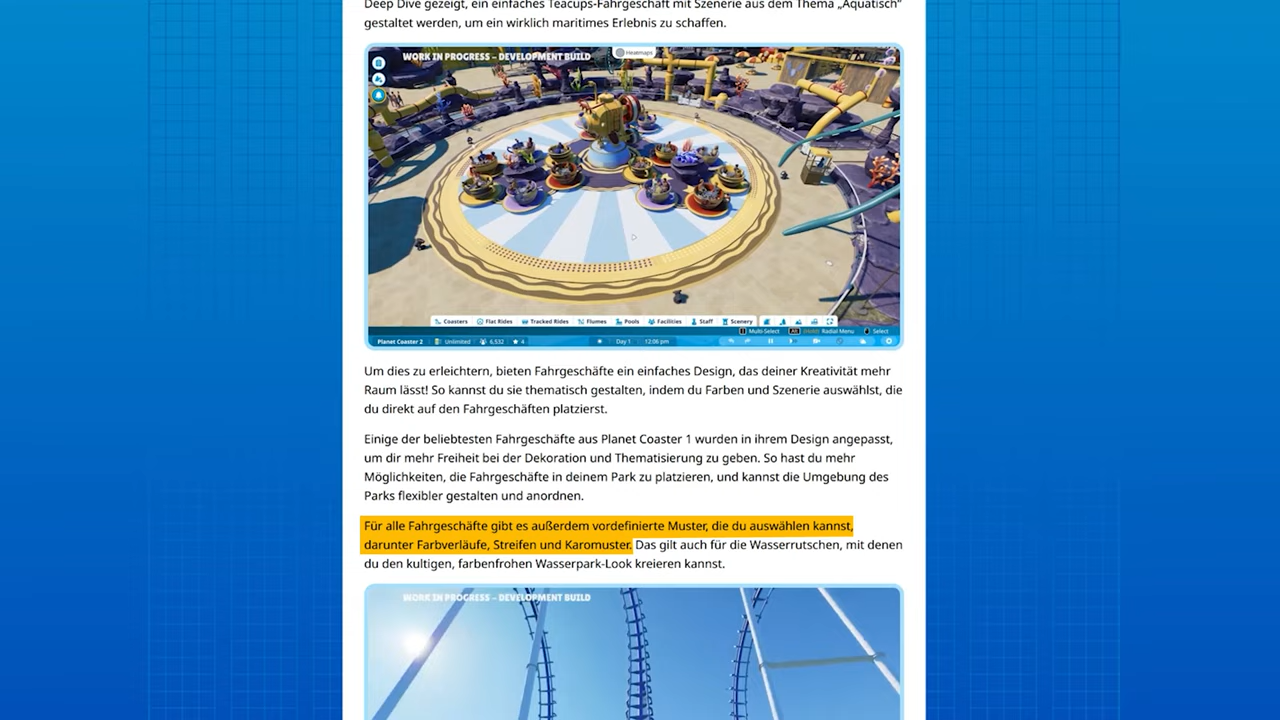 Deep Dive gezeigt, ein einfaches Teacups-Fahrgeschäft mit Szenerie aus dem Thema „Aquatisch“
gestaltet werden, um ein wirklich maritimes Erlebnis zu schaffen.
WORK IN PROGRESS – DEVELOPMENT BUILD
Heatmaps
Coasters Flat Rides Tracked Rides Flumes Pools Facilities Staff Scenery
Multi-Select Alt (Hold) Radial Menu Select
Planet Coaster 2 Unlimited 6,532 4 Day 1 12:06 pm
Um dies zu erleichtern, bieten Fahrgeschäfte ein einfaches Design, das deiner Kreativität mehr
Raum lässt! So kannst du sie thematisch gestalten, indem du Farben und Szenerie auswählst, die
du direkt auf den Fahrgeschäften platzierst.
Einige der beliebtesten Fahrgeschäfte aus Planet Coaster 1 wurden in ihrem Design angepasst,
um dir mehr Freiheit bei der Dekoration und Thematisierung zu geben. So hast du mehr
Möglichkeiten, die Fahrgeschäfte in deinem Park zu platzieren, und kannst die Umgebung des
Parks flexibler gestalten und anordnen.
Für alle Fahrgeschäfte gibt es außerdem vordefinierte Muster, die du auswählen kannst,
darunter Farbverläufe, Streifen und Karomuster. Das gilt auch für die Wasserrutschen, mit denen
du den kultigen, farbenfrohen Wasserpark-Look kreieren kannst.
WORK IN PROGRESS – DEVELOPMENT BUILD